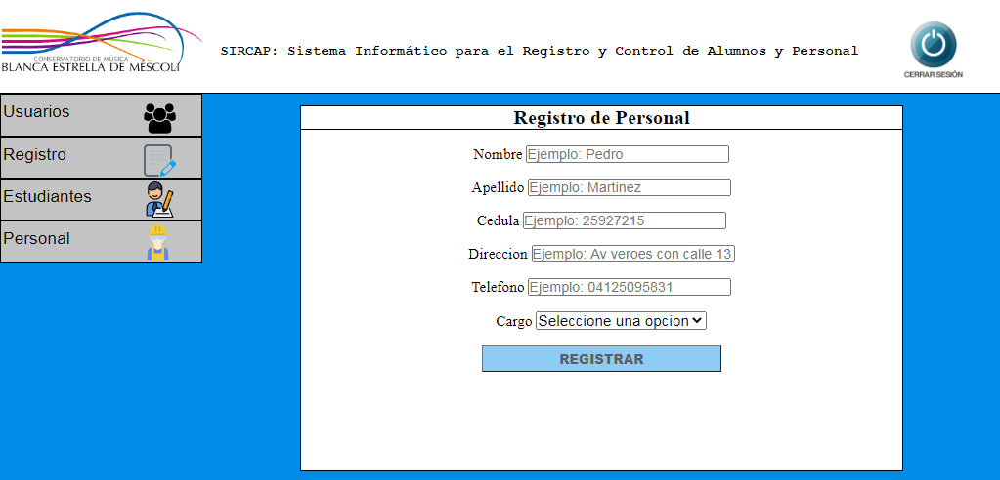 CONSERVATORIO DE MÚSICA
BLANCA ESTRELLA DE MÉSCOLI
SIRCAP: Sistema Informático para el Registro y Control de Alumnos y Personal
CERRAR SESIÓN
Usuarios
Registro
Estudiantes
Personal
Registro de Personal
Nombre Ejemplo: Pedro
Apellido Ejemplo: Martinez
Cedula Ejemplo: 25927215
Direccion Ejemplo: Av veroes con calle 13
Telefono Ejemplo: 04125095831
Cargo Seleccione una opcion
REGISTRAR